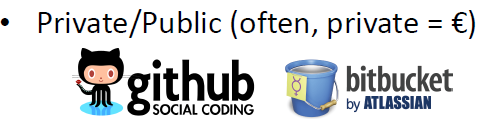 • Private/Public (often, private = €)
github
SOCIAL CODING
bitbucket
by ATLASSIAN